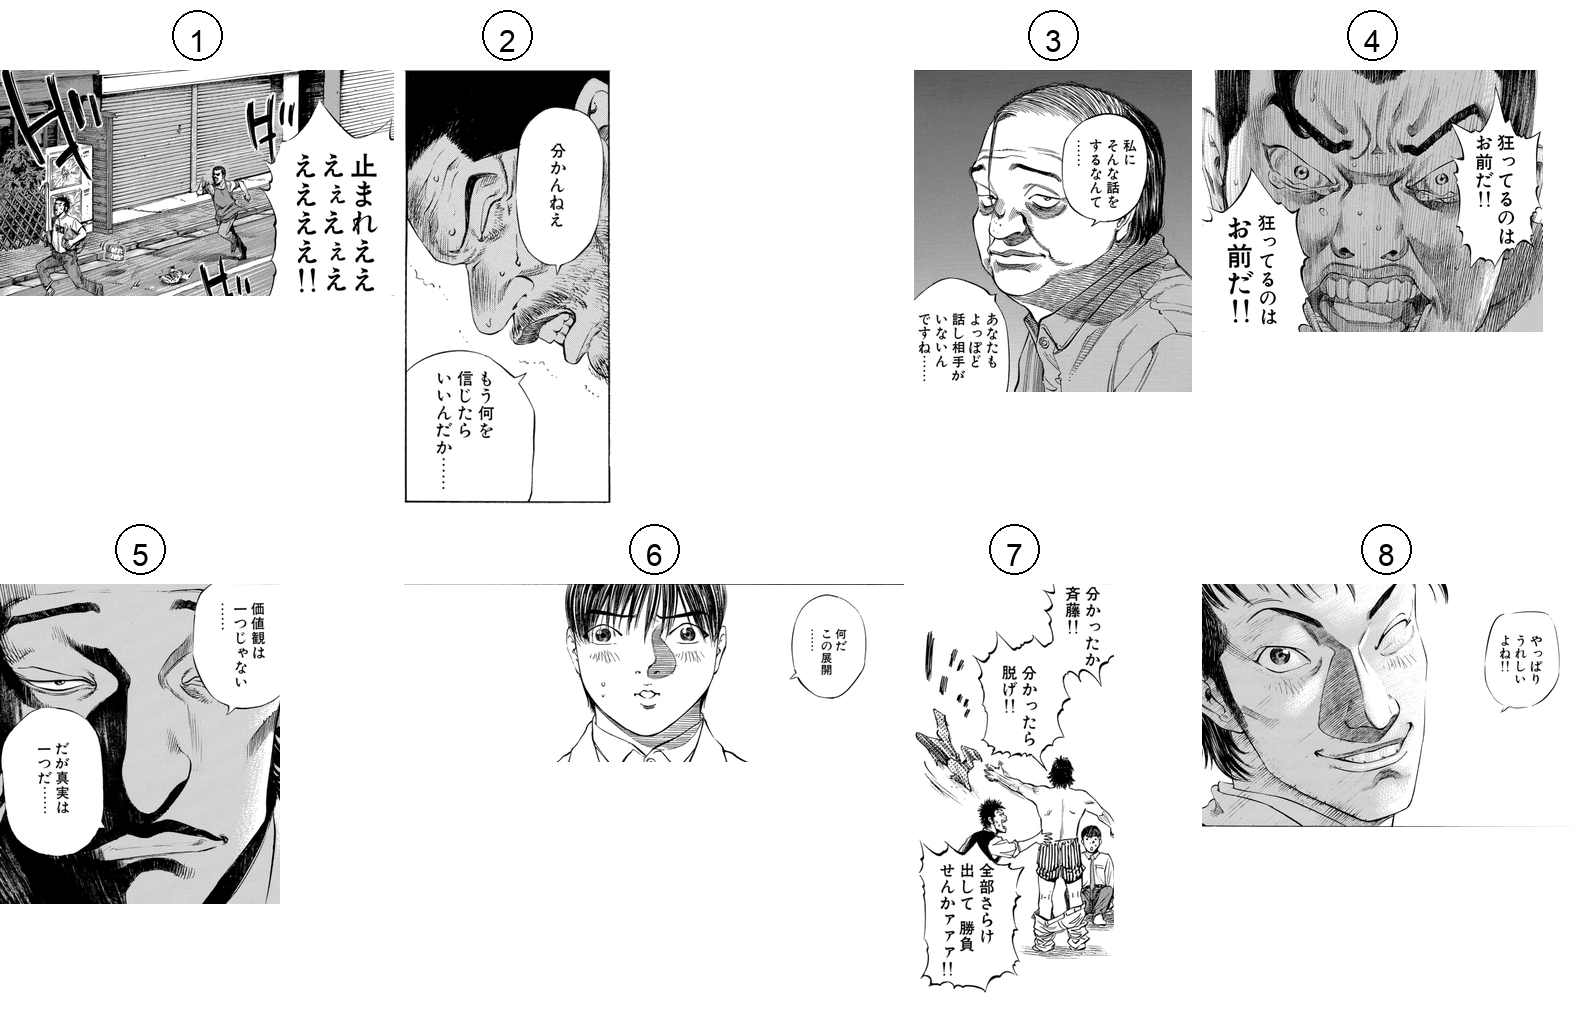 1
止まれええ
えぇえぇえ
ええええ!!
2
分かんねえ
もう何を
信じたら
いいんだか……
3
私に
そんな話を
するなんて
……
あなたも
よっぽど
話し相手が
いないん
ですね……
4
狂ってるのは
お前だ!!
狂ってるのは
お前だ!!
5
価値観は
一つじゃない
……
だが真実は
一つだ……
6
何だ
この展開
……
7
分かったか
斉藤!!
分かったら
脱げ!!
全部さらけ
出して 勝負
せんかァァァ!!
8
やっぱり
うれしい
よね!!